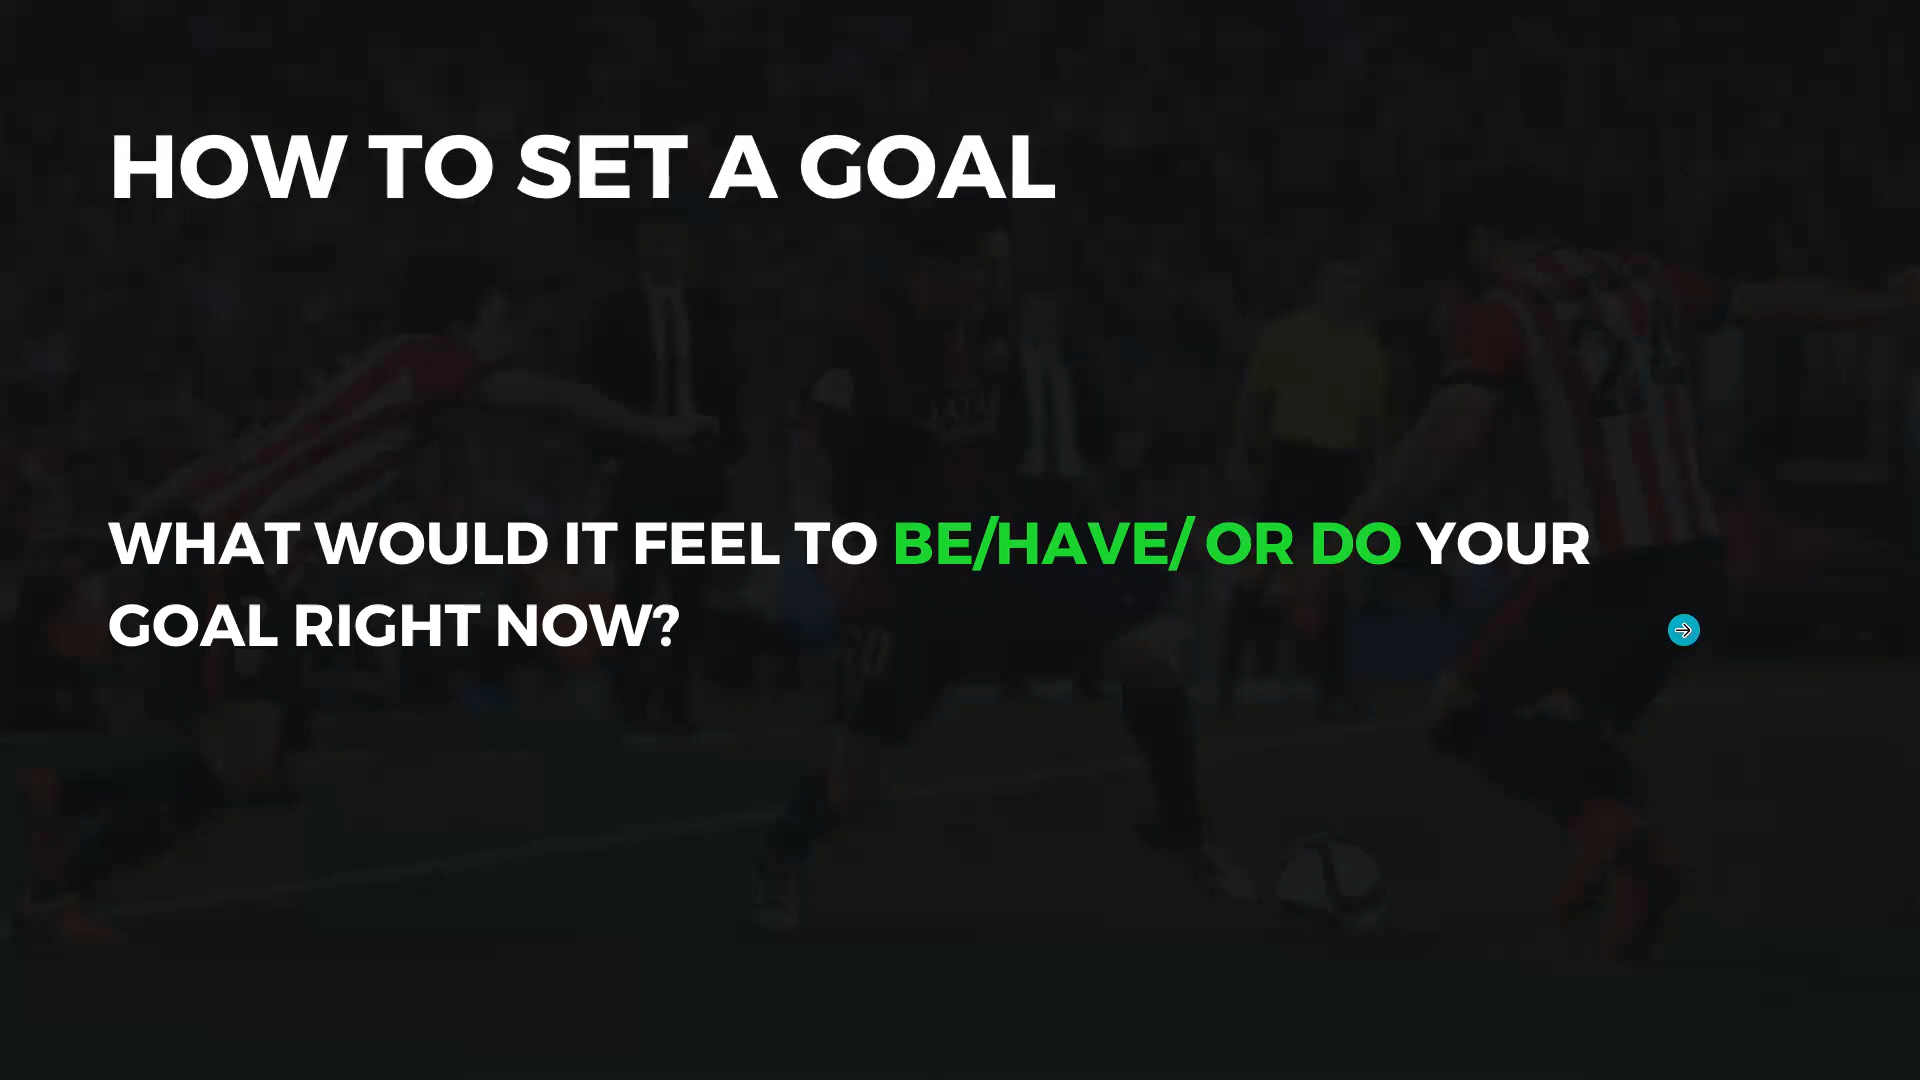 HOW TO SET A GOAL
WHAT WOULD IT FEEL TO BE/HAVE/ OR DO YOUR
GOAL RIGHT NOW?